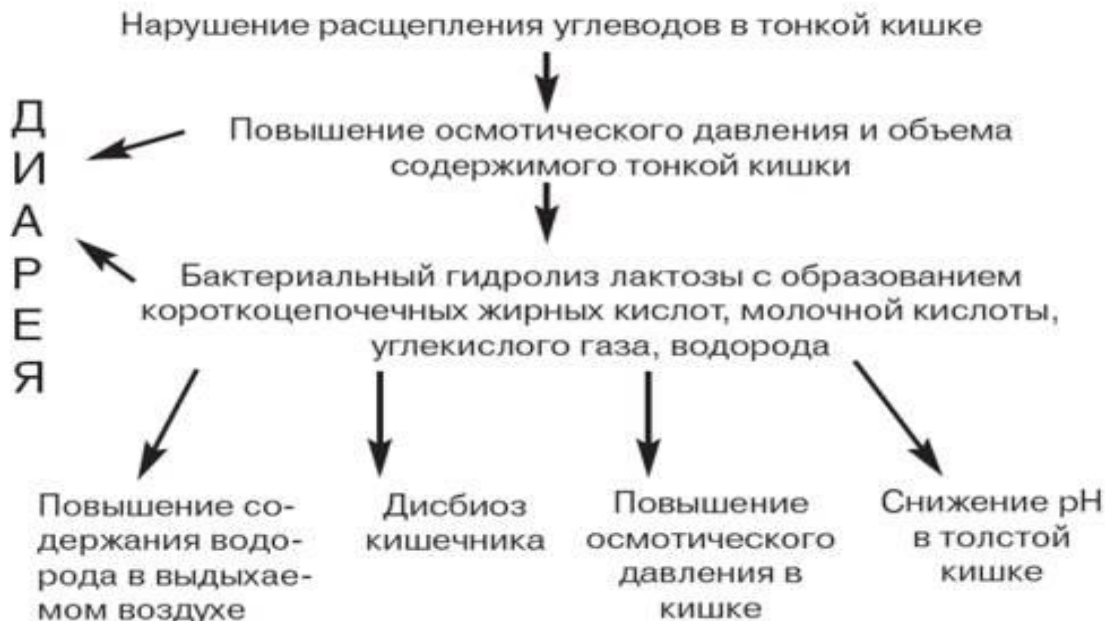 Нарушение расщепления углеводов в тонкой кишке
ДИАРЕЯ
Повышение осмотического давления и объема
содержимого тонкой кишки
Бактериальный гидролиз лактозы с образованием
короткоцепочечных жирных кислот, молочной кислоты,
углекислого газа, водорода
Повышение со-
держания водо-
рода в выдыхае-
мом воздухе
Дисбиоз
кишечника
Повышение
осмотического
давления в
кишке
Снижение pH
в толстой
кишке